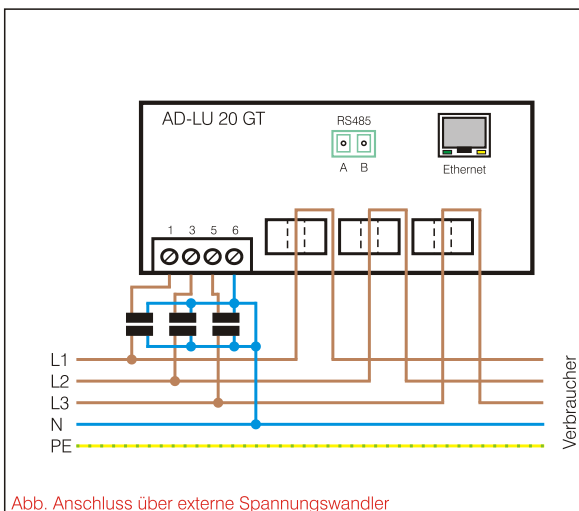 AD-LU 20 GT
RS485
A B
Ethernet
1 3 5 6
L1
L2
L3
N
PE
Verbraucher
Abb. Anschluss über externe Spannungswandler